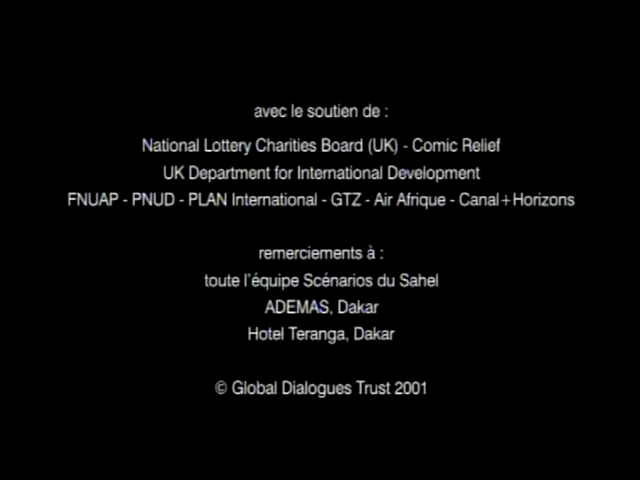 avec le soutien de :
National Lottery Charities Board (UK) - Comic Relief
UK Department for International Development
FNUAP - PNUD - PLAN International - GTZ - Air Afrique - Canal+Horizons
remerciements à :
toute l'équipe Scénarios du Sahel
ADEMAS, Dakar
Hotel Teranga, Dakar
© Global Dialogues Trust 2001